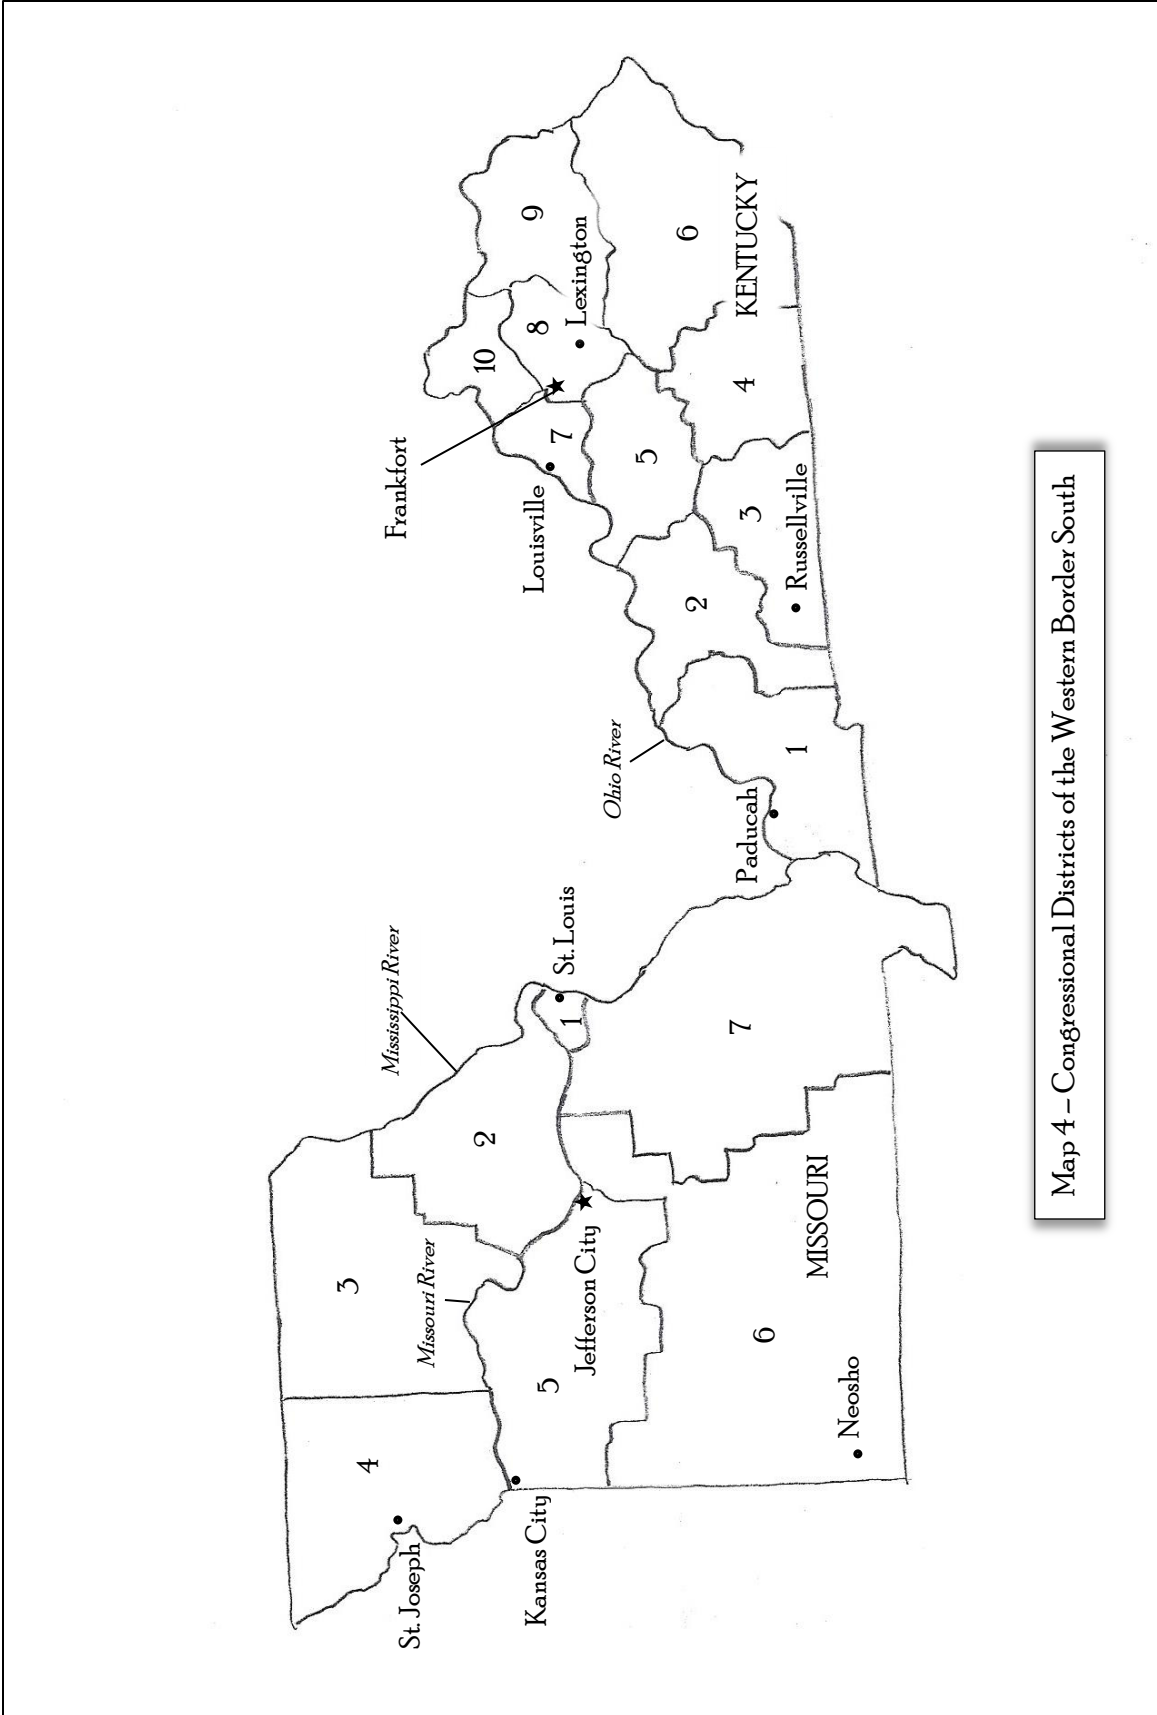 St. Joseph
4
Kansas City
3
Missouri River
5
Jefferson City
2
Mississippi River
1
St. Louis
6
Neosho
MISSOURI
7
Ohio River
Paducah
1
2
Russellville
3
Louisville
Frankfort
7
5
4
10
8
Lexington
9
6
KENTUCKY
Map 4 – Congressional Districts of the Western Border South